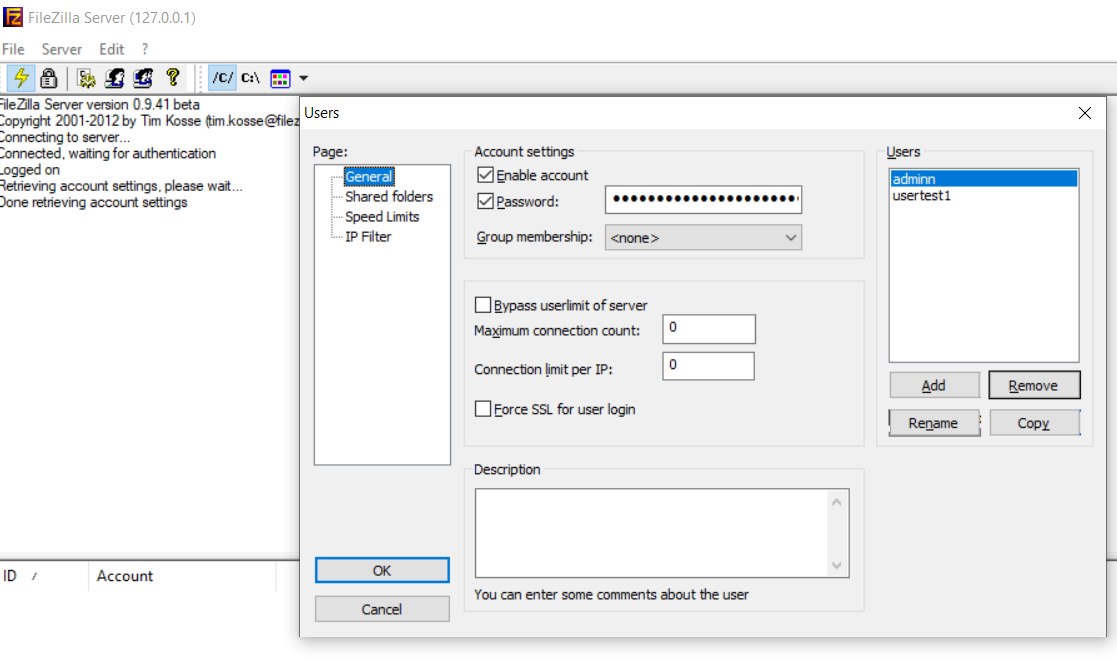 FileZilla Server (127.0.0.1)
File Server Edit ?
/C/ C:\
FileZilla Server version 0.9.41 beta
Copyright 2001-2012 by Tim Kosse (tim.kosse@filez
Connecting to server...
Connected, waiting for authentication
Logged on
Retrieving account settings, please wait...
Done retrieving account settings
ID / Account
Users
Page:
General
Shared folders
Speed Limits
IP Filter
OK
Cancel
Account settings
Enable account
Password: ••••••••••••••••••••••
Group membership: <none>
Bypass userlimit of server
Maximum connection count: 0
Connection limit per IP: 0
Force SSL for user login
Description
You can enter some comments about the user
Users
adminn
usertest1
Add Remove
Rename Copy